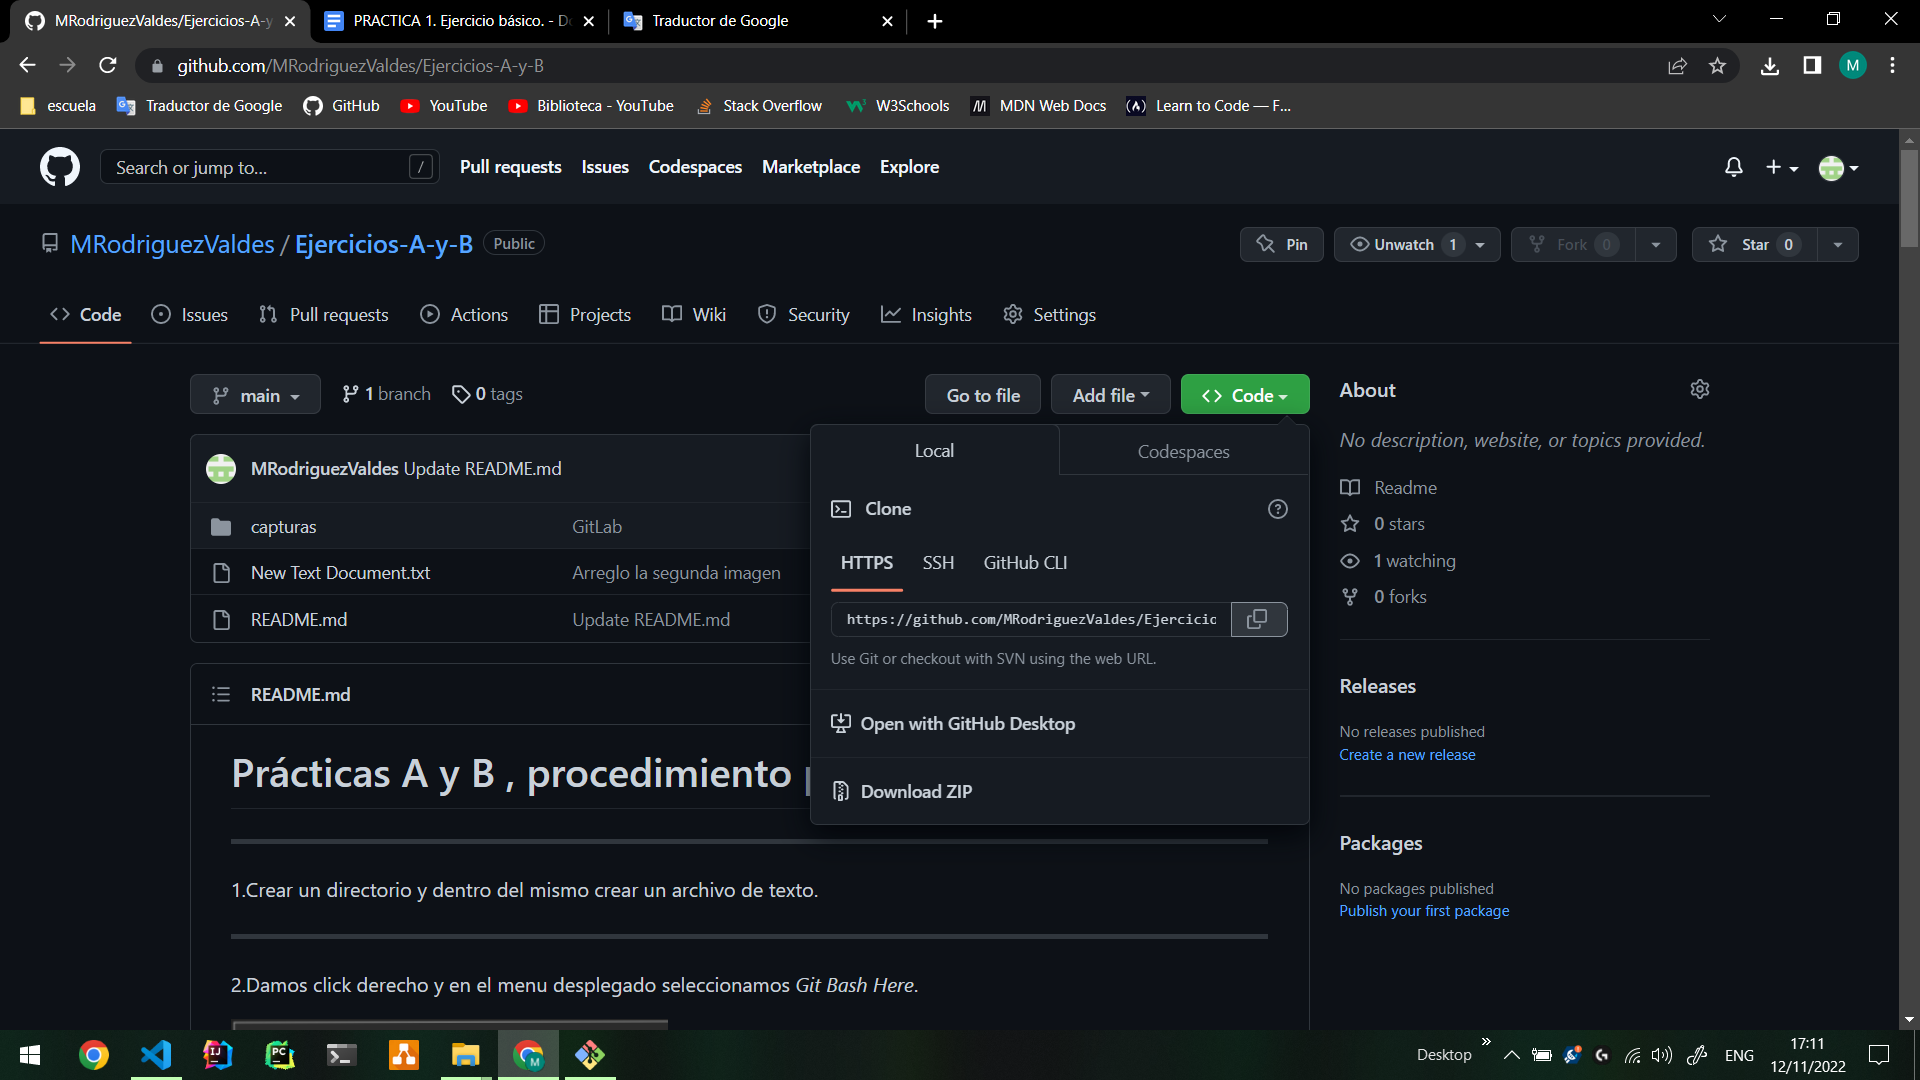 MRodriguezValdes/Ejercicios-A-y
PRACTICA 1. Ejercicio básico. - Do
Traductor de Google
github.com/MRodriguezValdes/Ejercicios-A-y-B
M
escuela
Traductor de Google
GitHub
YouTube
Biblioteca - YouTube
Stack Overflow
W3Schools
MDN Web Docs
Learn to Code — F...
Search or jump to...
/
Pull requests
Issues
Codespaces
Marketplace
Explore
MRodriguezValdes / Ejercicios-A-y-B
Public
Pin
Unwatch 1
Fork 0
Star 0
Code
Issues
Pull requests
Actions
Projects
Wiki
Security
Insights
Settings
main
1 branch
0 tags
Go to file
Add file
Code
Local
Codespaces
Clone
HTTPS
SSH
GitHub CLI
https://github.com/MRodriguezValdes/Ejercicio
Use Git or checkout with SVN using the web URL.
Open with GitHub Desktop
Download ZIP
MRodriguezValdes Update README.md
capturas
GitLab
New Text Document.txt
Arreglo la segunda imagen
README.md
Update README.md
README.md
Prácticas A y B , procedimiento p
1.Crear un directorio y dentro del mismo crear un archivo de texto.
2.Damos click derecho y en el menu desplegado seleccionamos Git Bash Here.
About
No description, website, or topics provided.
Readme
0 stars
1 watching
0 forks
Releases
No releases published
Create a new release
Packages
No packages published
Publish your first package
IJ
PC
M
Desktop
ENG
17:11
12/11/2022